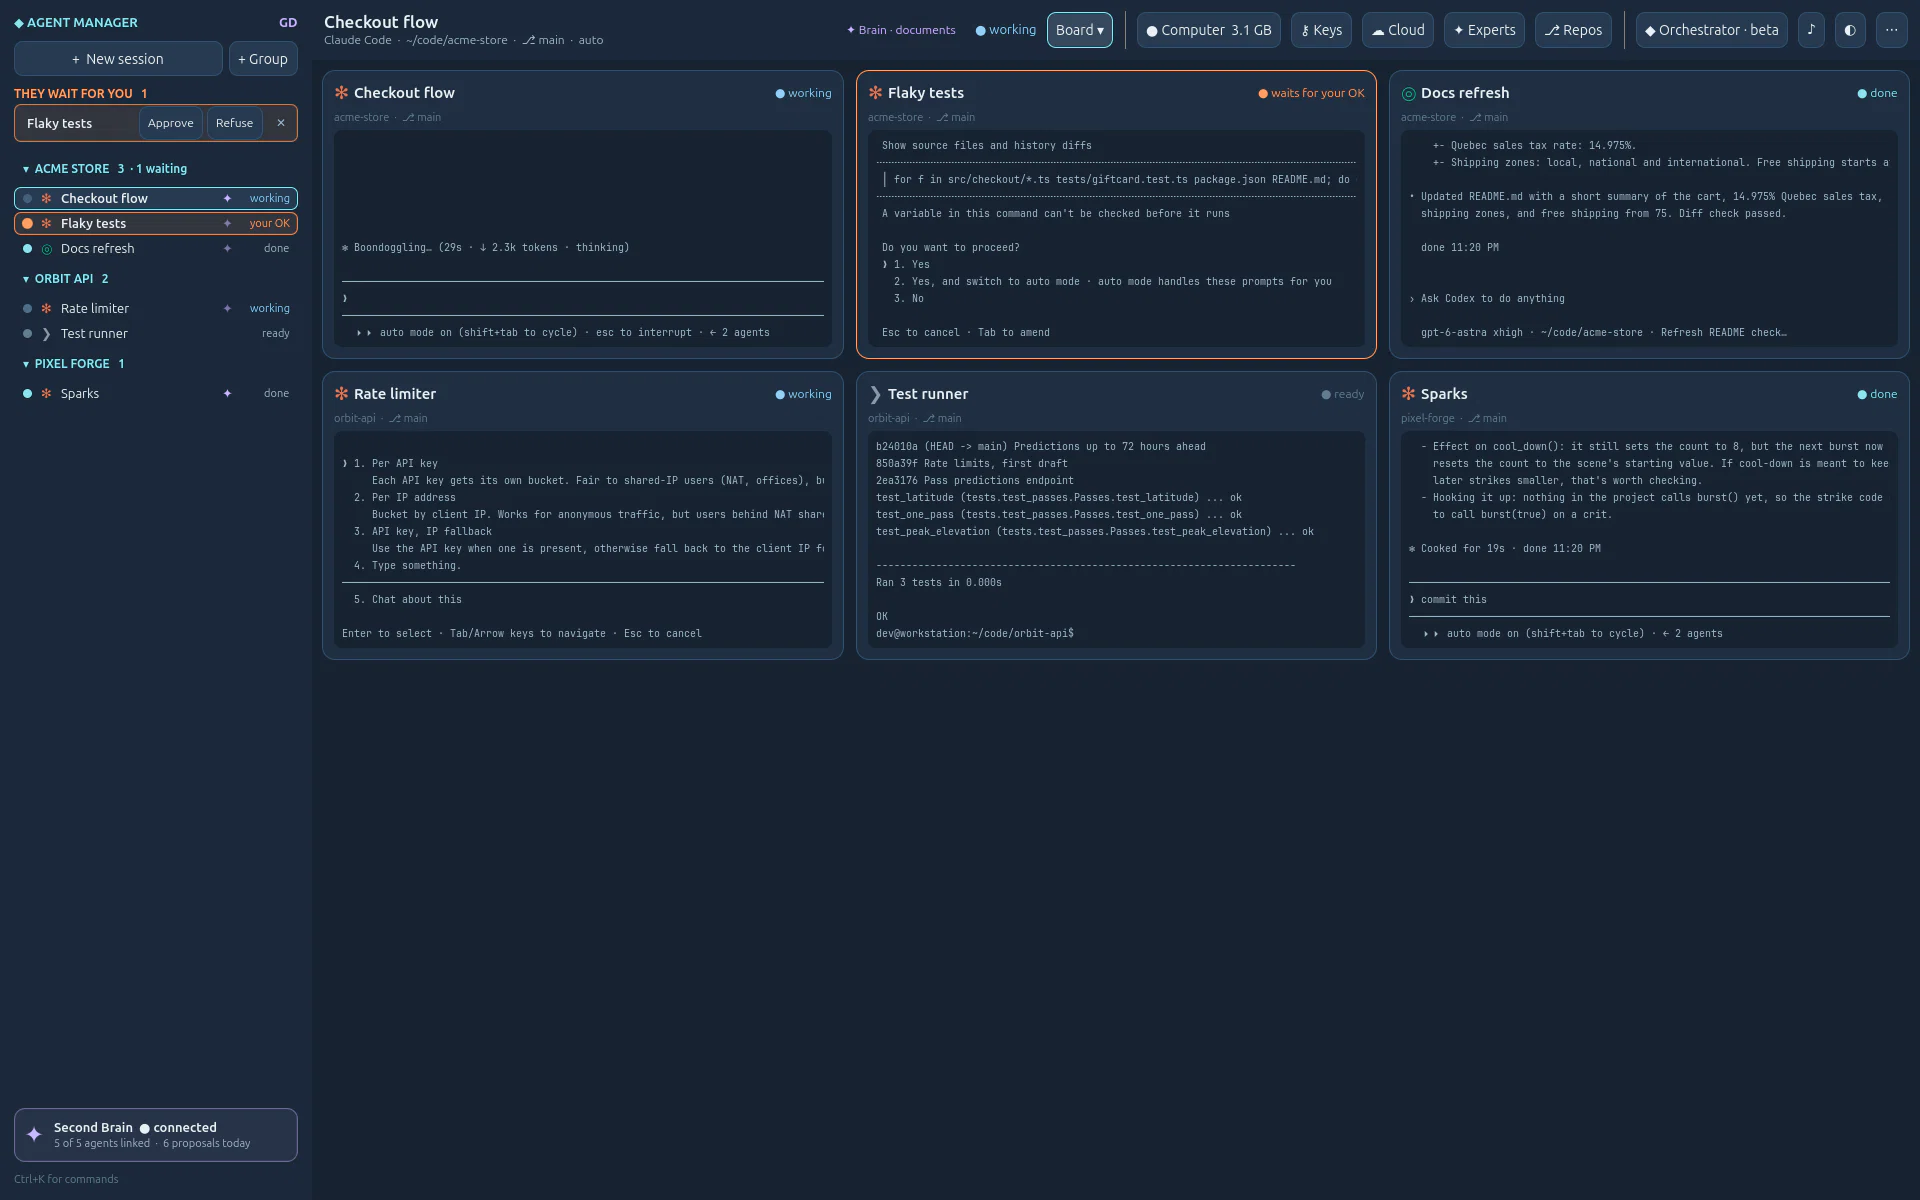 ◆ AGENT MANAGER GD
+ New session
+ Group
THEY WAIT FOR YOU 1
Flaky tests Approve Refuse ×
▾ ACME STORE 3 · 1 waiting
Checkout flow ✦ working
Flaky tests ✦ your OK
Docs refresh ✦ done
▾ ORBIT API 2
Rate limiter ✦ working
❯ Test runner ready
▾ PIXEL FORGE 1
Sparks ✦ done
✦ Second Brain ● connected
5 of 5 agents linked · 6 proposals today
Ctrl+K for commands
Checkout flow
Claude Code · ~/code/acme-store · ⎇ main · auto
✦ Brain · documents ● working Board ▾ ● Computer 3.1 GB ⚷ Keys ☁ Cloud ✦ Experts ⎇ Repos ◆ Orchestrator · beta ♪ ◐ ⋯
✻ Checkout flow ● working
acme-store · ⎇ main
✻ Boondoggling… (29s · ↓ 2.3k tokens · thinking)
❯
⏵⏵ auto mode on (shift+tab to cycle) · esc to interrupt · ← 2 agents
✻ Flaky tests ● waits for your OK
acme-store · ⎇ main
Show source files and history diffs
│ for f in src/checkout/*.ts tests/giftcard.test.ts package.json README.md; do
A variable in this command can't be checked before it runs
Do you want to proceed?
❯ 1. Yes
2. Yes, and switch to auto mode · auto mode handles these prompts for you
3. No
Esc to cancel · Tab to amend
◎ Docs refresh ● done
acme-store · ⎇ main
+- Quebec sales tax rate: 14.975%.
+- Shipping zones: local, national and international. Free shipping starts a
• Updated README.md with a short summary of the cart, 14.975% Quebec sales tax,
shipping zones, and free shipping from 75. Diff check passed.
done 11:20 PM
› Ask Codex to do anything
gpt-6-astra xhigh · ~/code/acme-store · Refresh README check…
✻ Rate limiter ● working
orbit-api · ⎇ main
❯ 1. Per API key
Each API key gets its own bucket. Fair to shared-IP users (NAT, offices), bu
2. Per IP address
Bucket by client IP. Works for anonymous traffic, but users behind NAT share
3. API key, IP fallback
Use the API key when one is present, otherwise fall back to the client IP fo
4. Type something.
5. Chat about this
Enter to select · Tab/Arrow keys to navigate · Esc to cancel
❯ Test runner ● ready
orbit-api · ⎇ main
b24010a (HEAD -> main) Predictions up to 72 hours ahead
850a39f Rate limits, first draft
2ea3176 Pass predictions endpoint
test_latitude (tests.test_passes.Passes.test_latitude) ... ok
test_one_pass (tests.test_passes.Passes.test_one_pass) ... ok
test_peak_elevation (tests.test_passes.Passes.test_peak_elevation) ... ok
----------------------------------------------------------------------
Ran 3 tests in 0.000s
OK
dev@workstation:~/code/orbit-api$
✻ Sparks ● done
pixel-forge · ⎇ main
- Effect on cool_down(): it still sets the count to 8, but the next burst now
resets the count to the scene's starting value. If cool-down is meant to kee
later strikes smaller, that's worth checking.
- Hooking it up: nothing in the project calls burst() yet, so the strike code
to call burst(true) on a crit.
✻ Cooked for 19s · done 11:20 PM
❯ commit this
⏵⏵ auto mode on (shift+tab to cycle) · ← 2 agents